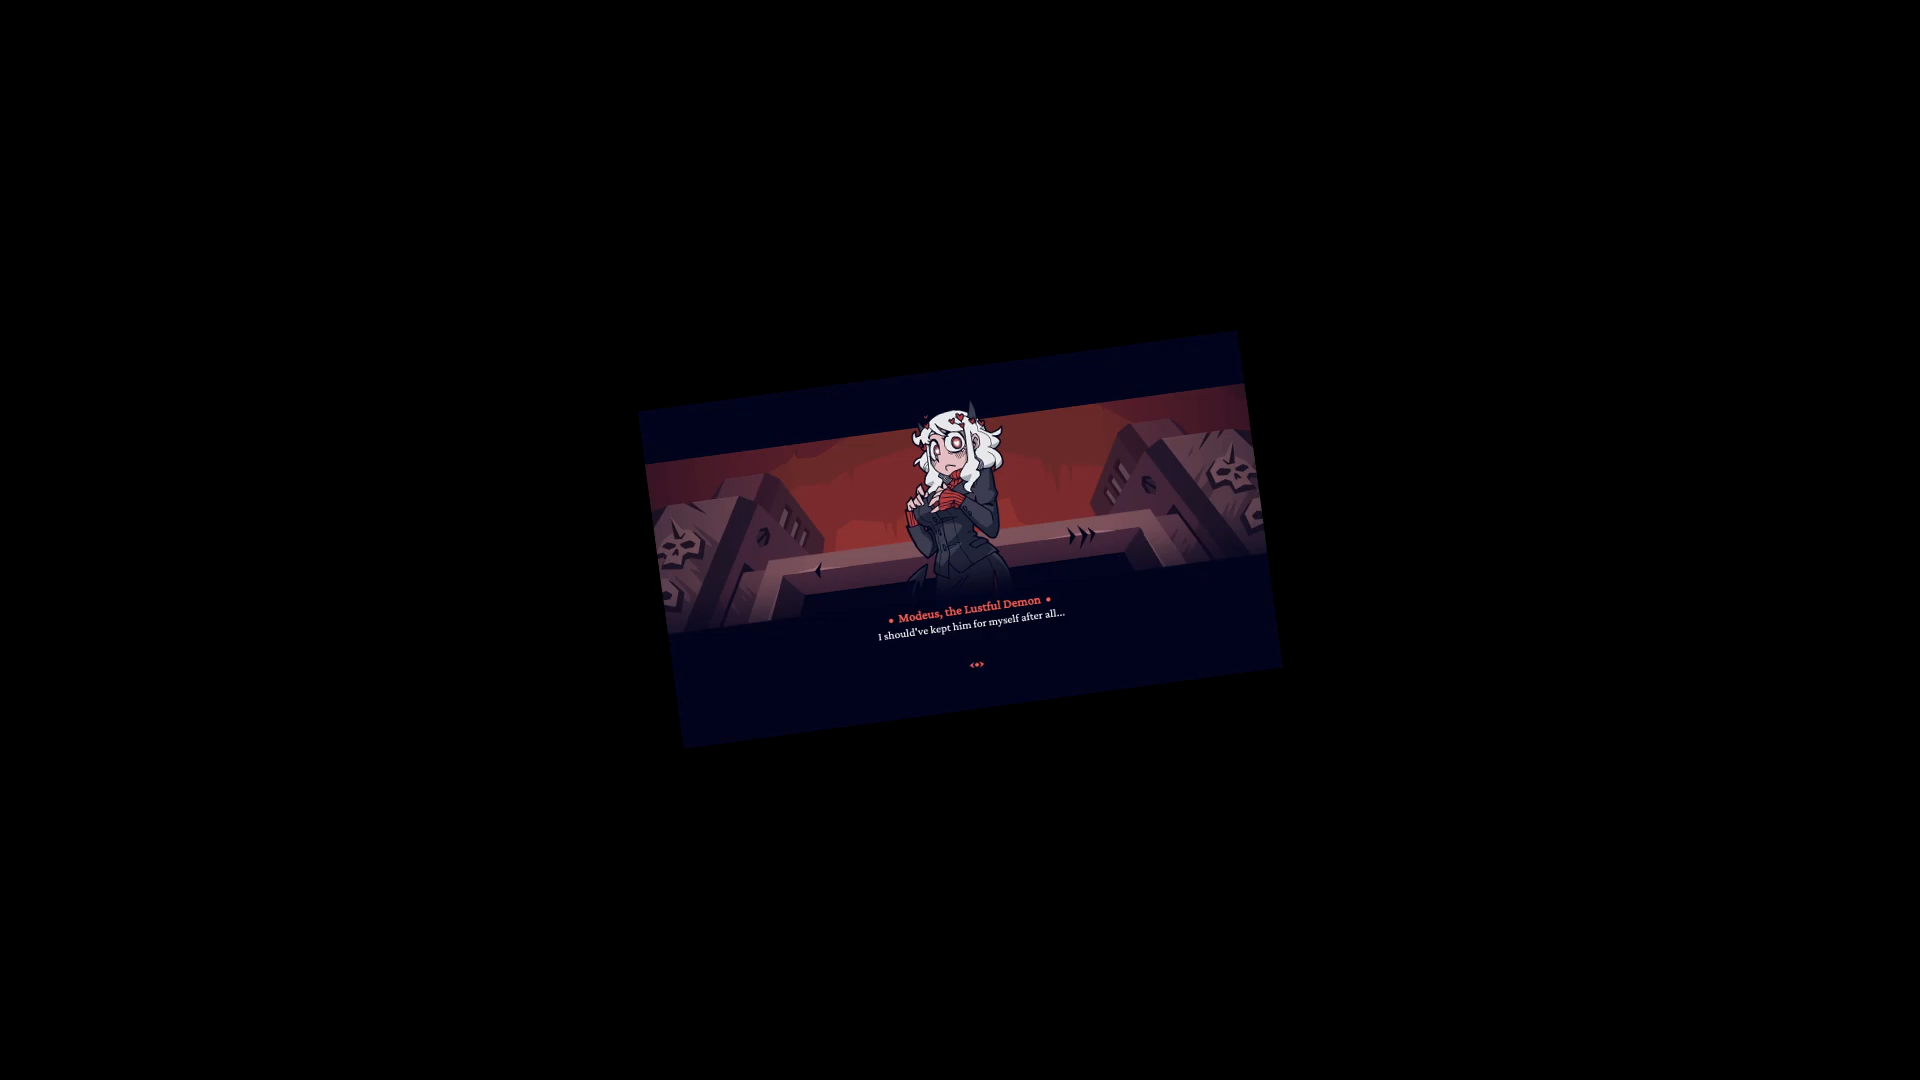 • Modeus, the Lustful Demon •
I should've kept him for myself after all...